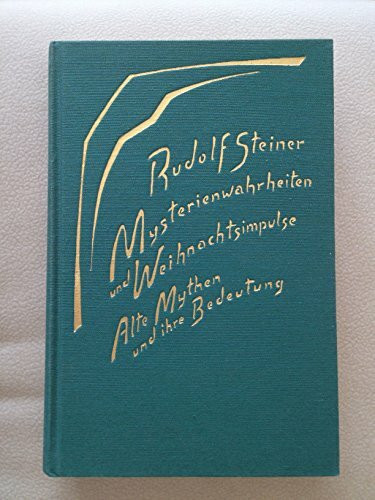 Rudolf Steiner
Mysterienwahrheiten
und Weihnachtsimpulse
Alte Mythen
und ihre Bedeutung